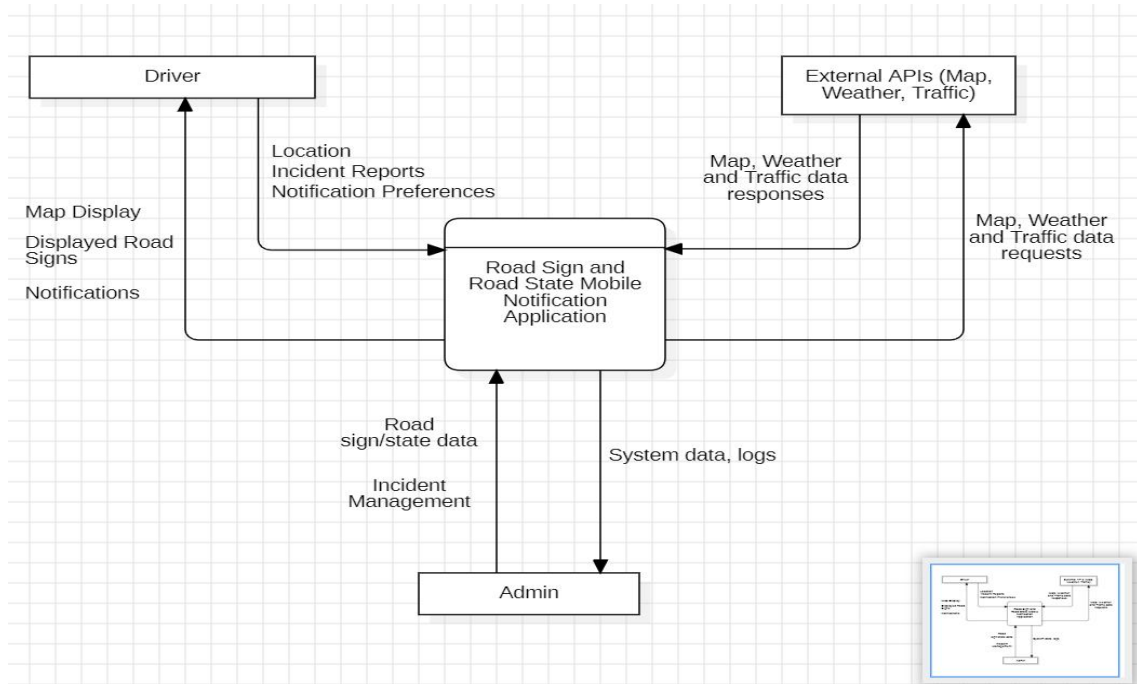 Driver
External APIs (Map,
Weather, Traffic)
Location
Incident Reports
Notification Preferences
Map, Weather
and Traffic data
responses
Map Display
Displayed Road
Signs
Notifications
Map, Weather
and Traffic data
requests
Road Sign and
Road State Mobile
Notification
Application
Road
sign/state data
Incident
Management
System data, logs
Admin